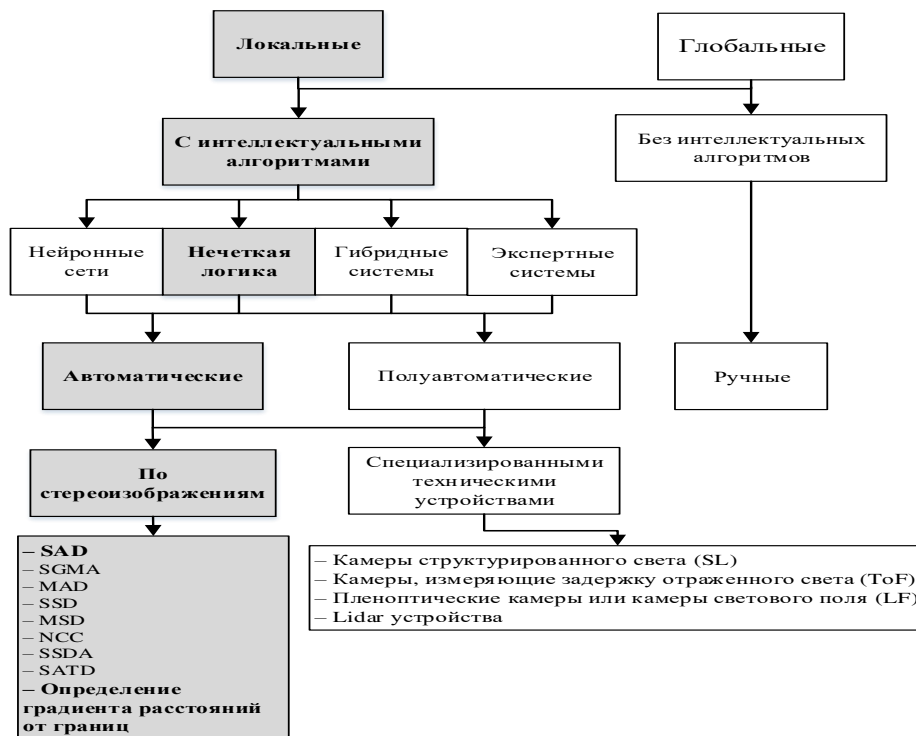 Локальные
Глобальные
С интеллектуальными
алгоритмами
Без интеллектуальных
алгоритмов
Нейронные
сети
Нечеткая
логика
Гибридные
системы
Экспертные
системы
Автоматические
Полуавтоматические
Ручные
По
стереоизображениям
Специализированными
техническими
устройствами
– SAD
– SGMA
– MAD
– SSD
– MSD
– NCC
– SSDA
– SATD
– Определение
градиента расстояний
от границ
– Камеры структурированного света (SL)
– Камеры, измеряющие задержку отраженного света (ToF)
– Пленоптические камеры или камеры светового поля (LF)
– Lidar устройства